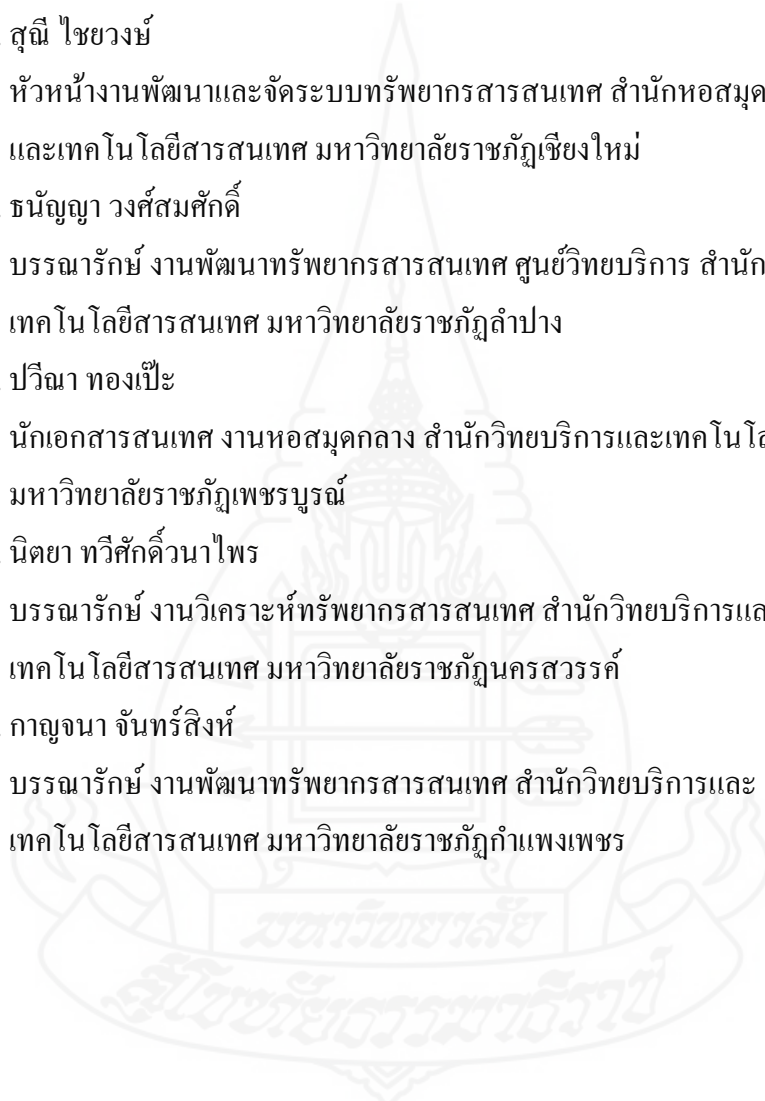 สุณี ไชยวงษ์
หัวหน้างานพัฒนาและจัดระบบทรัพยากรสารสนเทศ สำนักหอสมุด
และเทคโนโลยีสารสนเทศ มหาวิทยาลัยราชภัฏเชียงใหม่
ธนัญญา วงศ์สมศักดิ์
บรรณารักษ์ งานพัฒนาทรัพยากรสารสนเทศ ศูนย์วิทยบริการ สำนัก
เทคโนโลยีสารสนเทศ มหาวิทยาลัยราชภัฏลำปาง
ปวีณา ทองเป๊ะ
นักเอกสารสนเทศ งานหอสมุดกลาง สำนักวิทยบริการและเทคโนโล
มหาวิทยาลัยราชภัฏเพชรบูรณ์
นิตยา ทวีศักดิ์วนาไพร
บรรณารักษ์ งานวิเคราะห์ทรัพยากรสารสนเทศ สำนักวิทยบริการแล
เทคโนโลยีสารสนเทศ มหาวิทยาลัยราชภัฏนครสวรรค์
กาญจนา จันทร์สิงห์
บรรณารักษ์ งานพัฒนาทรัพยากรสารสนเทศ สำนักวิทยบริการและ
เทคโนโลยีสารสนเทศ มหาวิทยาลัยราชภัฏกำแพงเพชร
มหาวิทยาลัย
สุโขทัยธรรมาธิราช